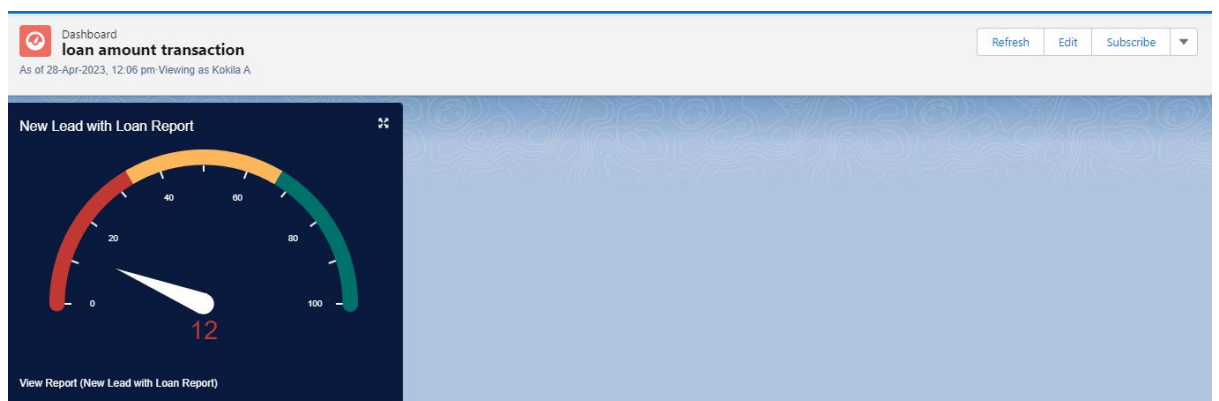 Dashboard
loan amount transaction
As of 28-Apr-2023, 12:06 pm·Viewing as Kokila A
Refresh Edit Subscribe
New Lead with Loan Report
40 60
20 80
0 100
12
View Report (New Lead with Loan Report)